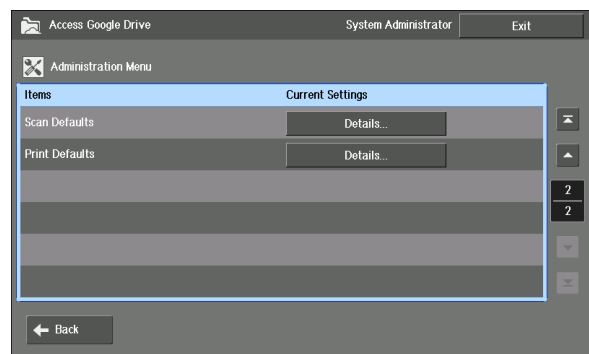 Access Google Drive System Administrator Exit
Administration Menu
Items Current Settings
Scan Defaults Details...
Print Defaults Details...
2
2
Back